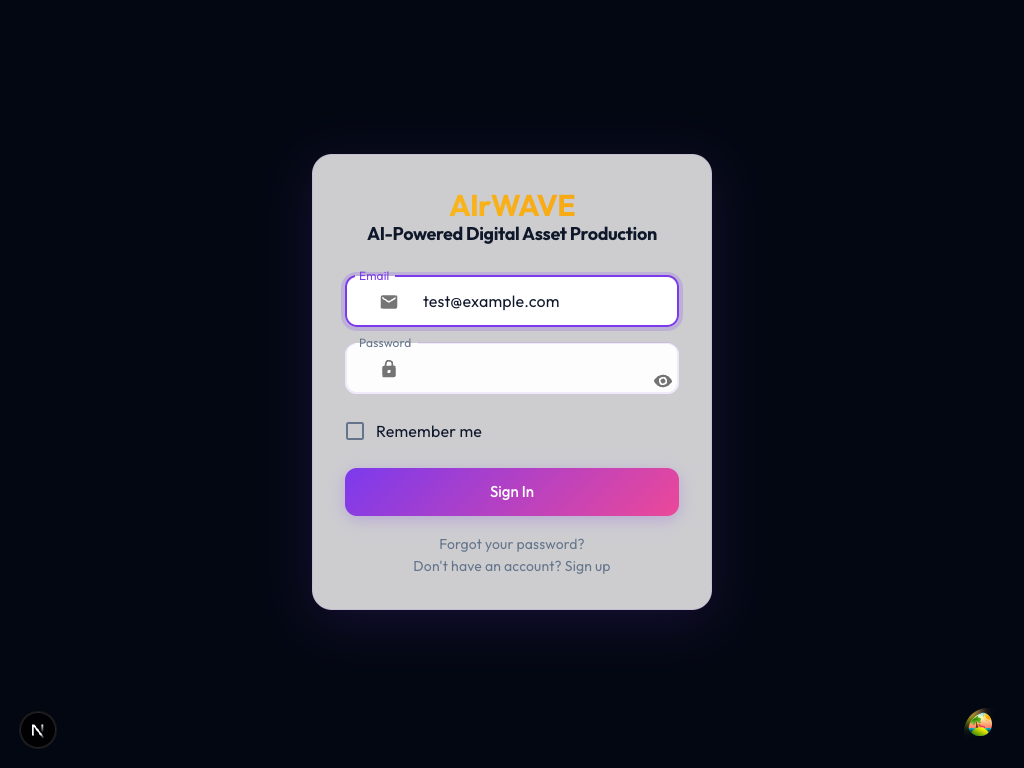 AIrWAVE
AI-Powered Digital Asset Production
Email
test@example.com
Password
Remember me
Sign In
Forgot your password?
Don't have an account? Sign up
N